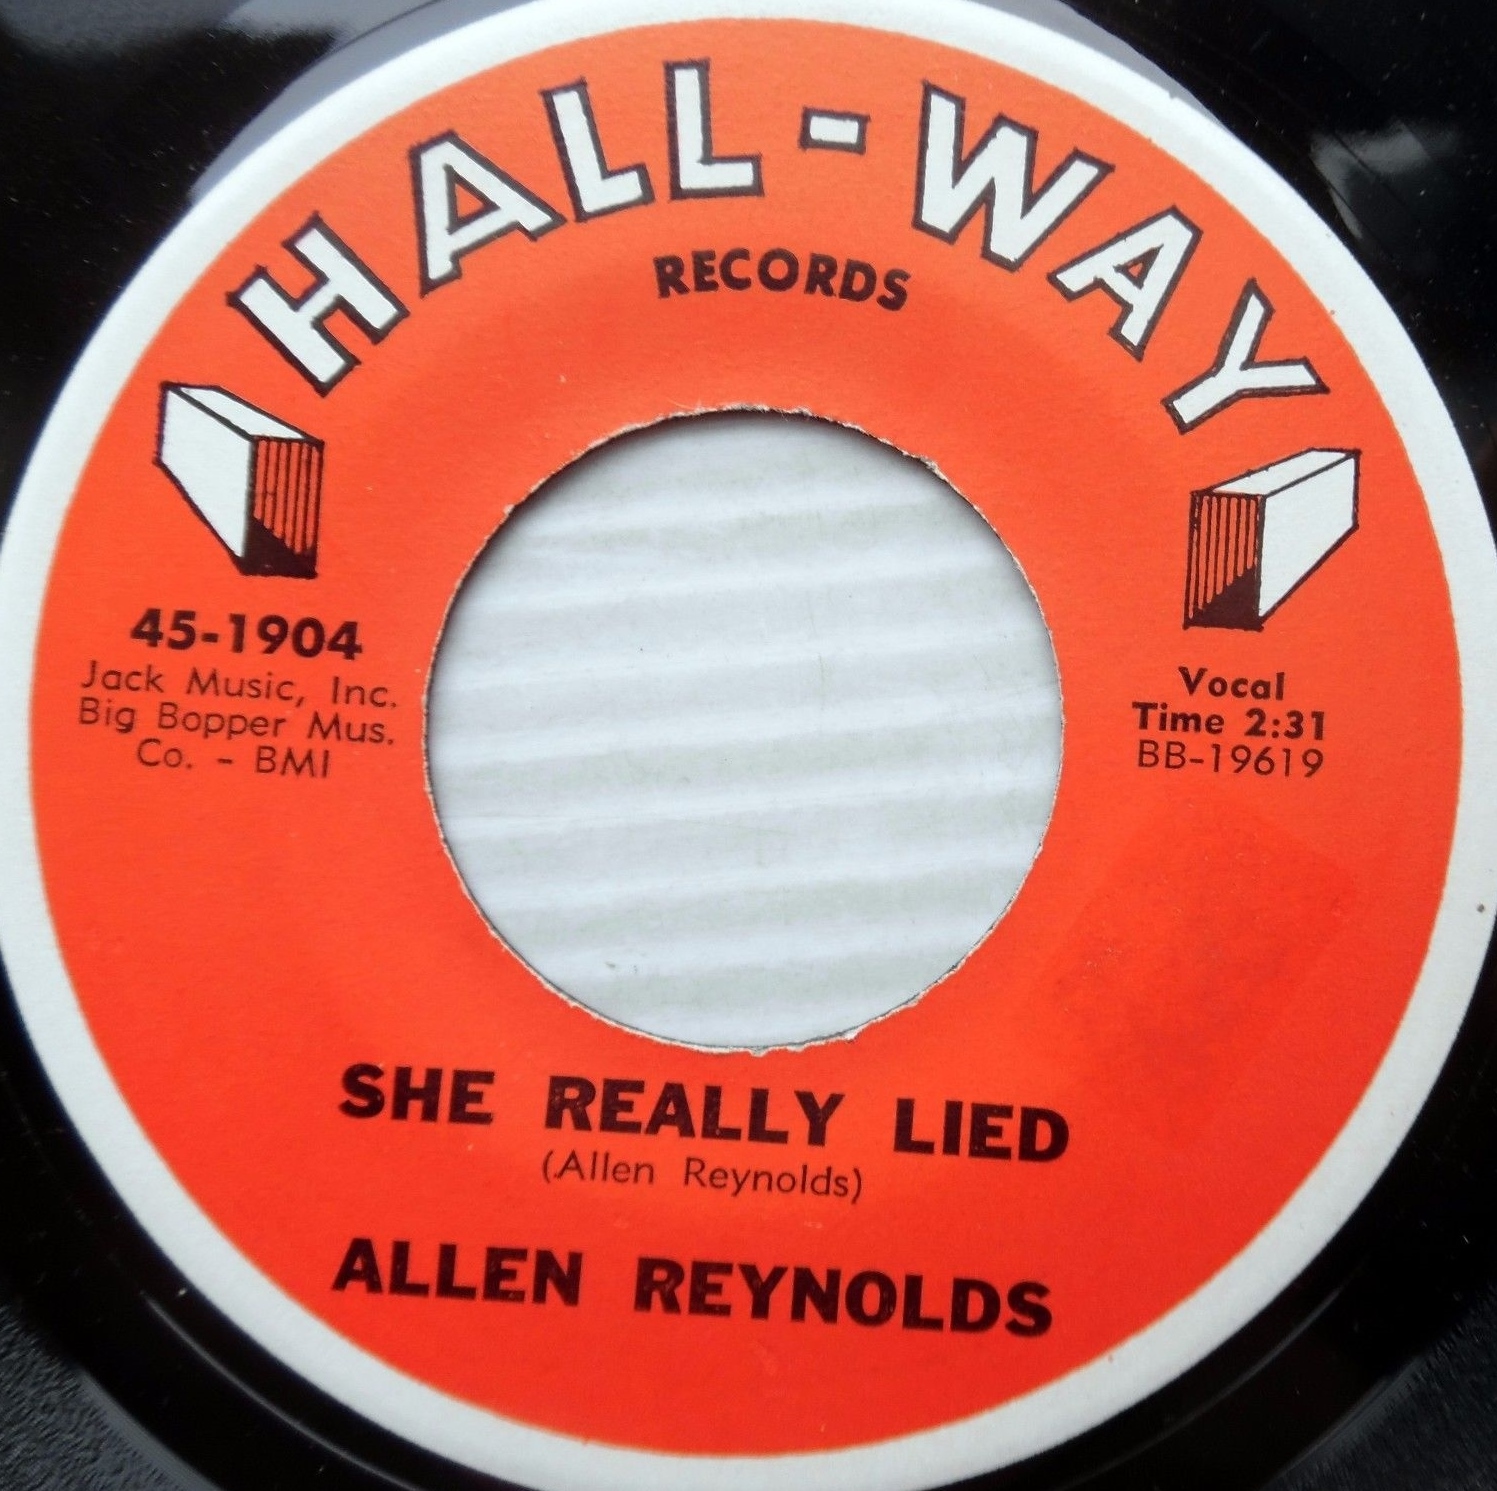 HALL-WAY
RECORDS
45-1904
Jack Music, Inc.
Big Bopper Mus.
Co. - BMI
Vocal
Time 2:31
BB-19619
SHE REALLY LIED
(Allen Reynolds)
ALLEN REYNOLDS